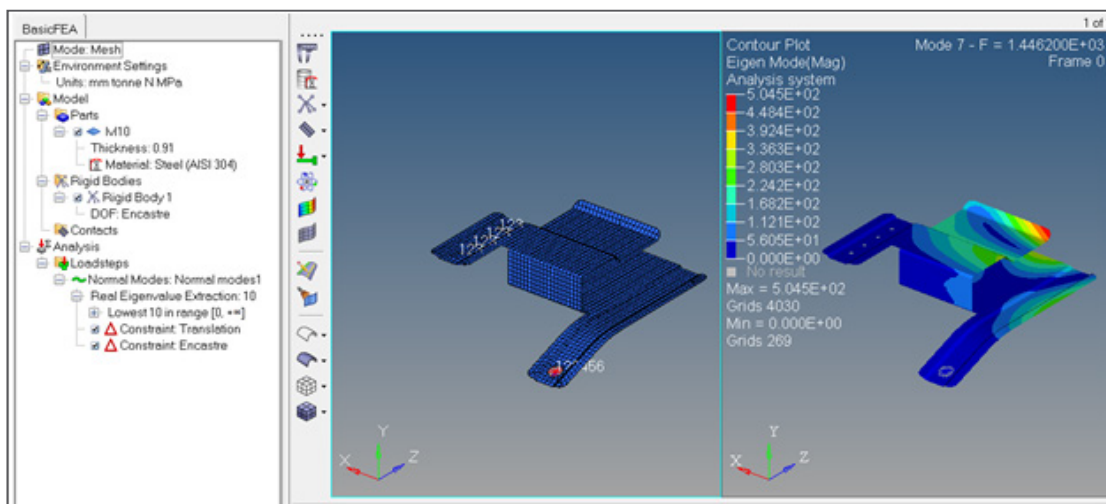 BasicFEA
Mode: Mesh
Environment Settings
Units: mm tonne N MPa
Model
Parts
M10
Thickness: 0.91
Material: Steel (AISI 304)
Rigid Bodies
Rigid Body 1
DOF: Encastre
Contacts
Analysis
Loadsteps
Normal Modes: Normal modes1
Real Eigenvalue Extraction: 10
Lowest 10 in range [0, +∞]
Constraint: Translation
Constraint: Encastre
X
Y
Z
1 of
Contour Plot
Eigen Mode(Mag)
Analysis system
5.045E+02
4.484E+02
3.924E+02
3.363E+02
2.803E+02
2.242E+02
1.682E+02
1.121E+02
5.605E+01
0.000E+00
No result
Max = 5.045E+02
Grids 4030
Min = 0.000E+00
Grids 269
Mode 7 - F = 1.446200E+03
Frame 0
X
Y
Z